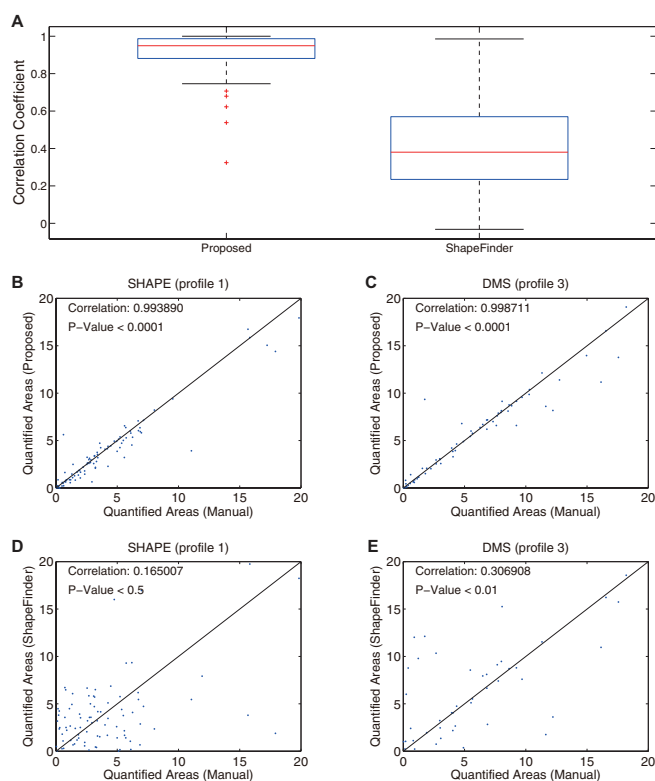 A
Correlation Coefficient
1
0.8
0.6
0.4
0.2
0
Proposed ShapeFinder
B
SHAPE (profile 1)
Correlation: 0.993890
P-Value < 0.0001
Quantified Areas (Proposed)
20
15
10
5
0
0 5 10 15 20
Quantified Areas (Manual)
C
DMS (profile 3)
Correlation: 0.998711
P-Value < 0.0001
Quantified Areas (Proposed)
20
15
10
5
0
0 5 10 15 20
Quantified Areas (Manual)
D
SHAPE (profile 1)
Correlation: 0.165007
P-Value < 0.5
Quantified Areas (ShapeFinder)
20
15
10
5
0
0 5 10 15 20
Quantified Areas (Manual)
E
DMS (profile 3)
Correlation: 0.306908
P-Value < 0.01
Quantified Areas (ShapeFinder)
20
15
10
5
0
0 5 10 15 20
Quantified Areas (Manual)